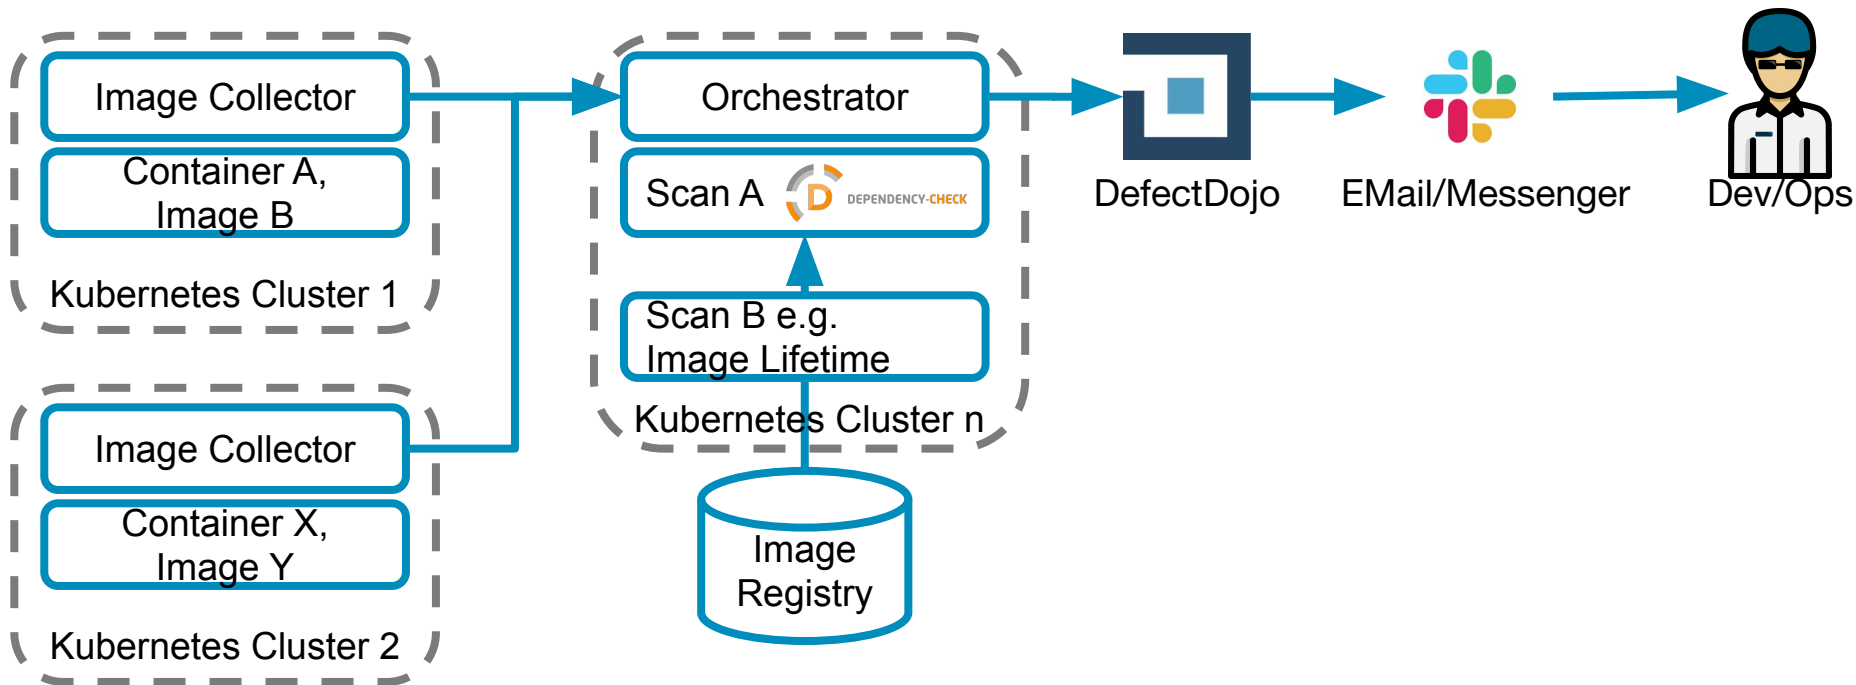 Image Collector
Container A,
Image B
Kubernetes Cluster 1
Image Collector
Container X,
Image Y
Kubernetes Cluster 2
Orchestrator
Scan A
D
DEPENDENCY-CHECK
Scan B e.g.
Image Lifetime
Kubernetes Cluster n
Image
Registry
DefectDojo
EMail/Messenger
Dev/Ops